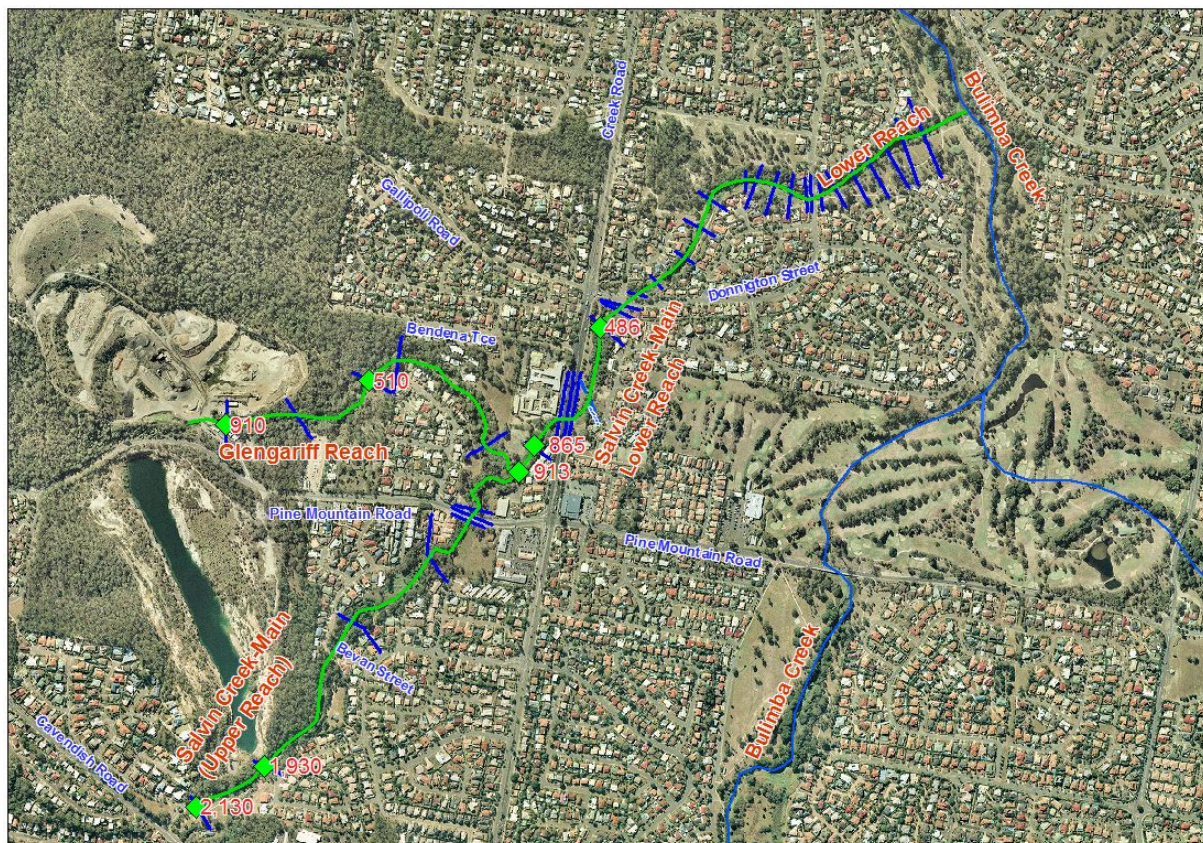 Bulimba Creek
Creek Road
Lower Reach
Gallipoli Road
Donnigton Street
486
Bendena Tce
Salvin Creek-Main
Lower Reach
510
910
Glengariff Reach
865
913
Pine Mountain Road
Pine Mountain Road
Bevan Street
Bulimba Creek
Salvin Creek-Main
(Upper Reach)
Cavendish Road
1,930
2,130